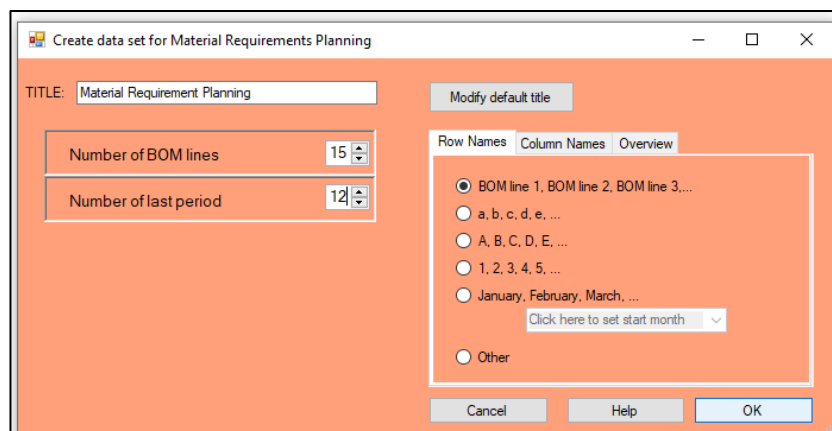 Create data set for Material Requirements Planning
TITLE: Material Requirement Planning
Modify default title
Number of BOM lines 15
Number of last period 12
Row Names Column Names Overview
BOM line 1, BOM line 2, BOM line 3,...
a, b, c, d, e, ...
A, B, C, D, E, ...
1, 2, 3, 4, 5, ...
January, February, March, ...
Click here to set start month
Other
Cancel Help OK